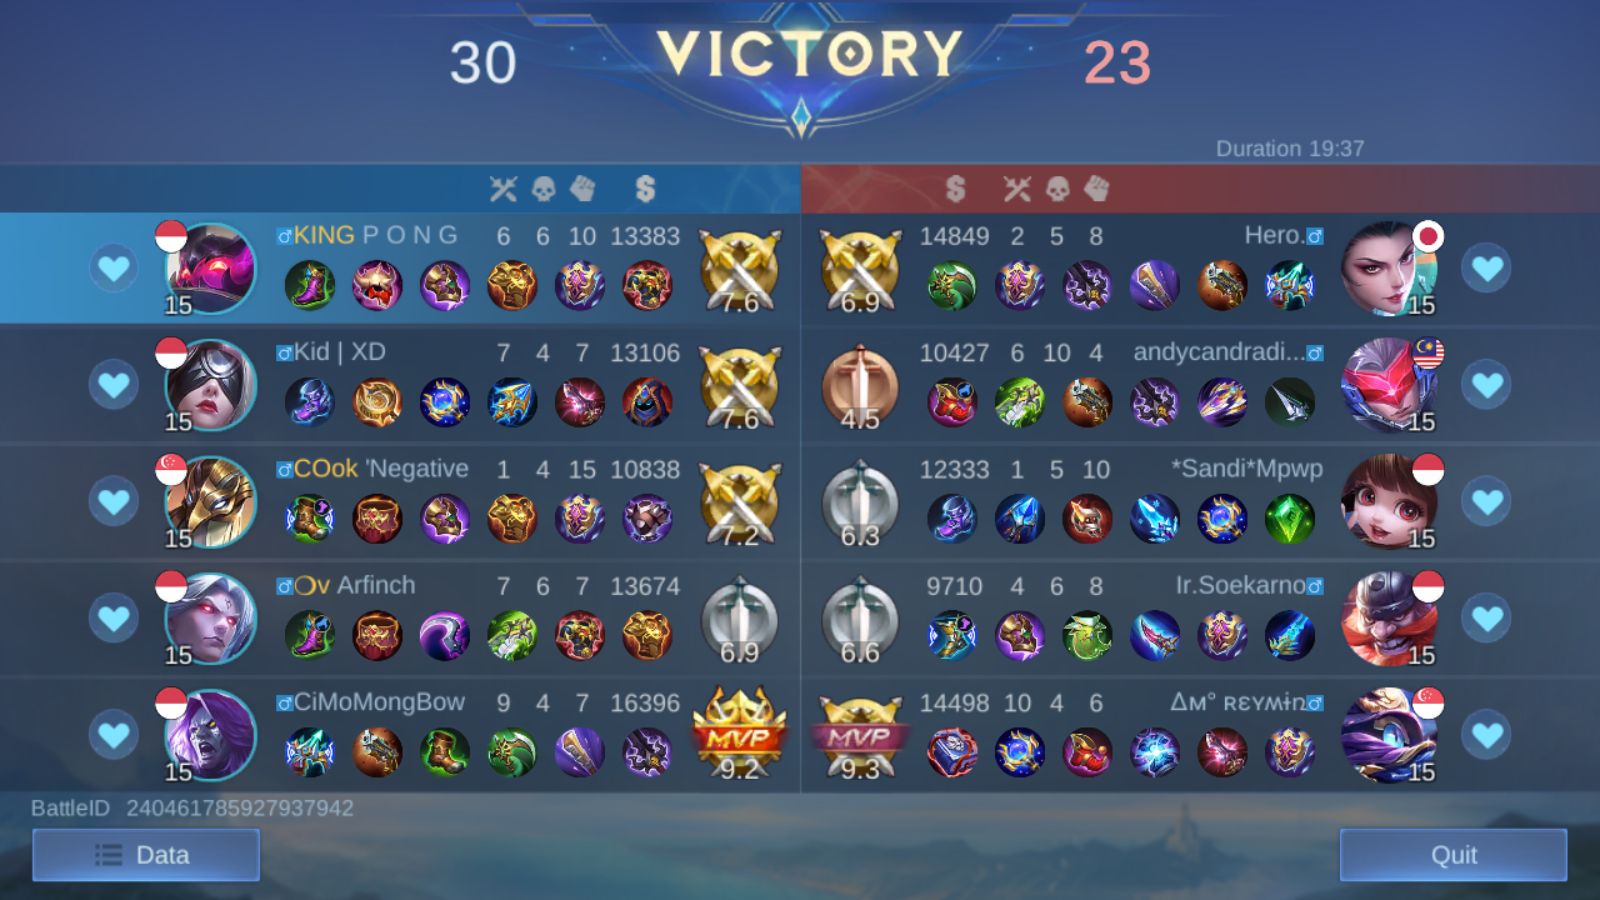 30 VICTORY 23
Duration 19:37
KING P O N G 6 6 10 13383 7.6 15
6.9 14849 2 5 8 Hero. 15
Kid | XD 7 4 7 13106 7.6 15
4.5 10427 6 10 4 andycandradi... 15
COok 'Negative 1 4 15 10838 7.2 15
6.3 12333 1 5 10 *Sandi*Mpwp 15
❍v Arfinch 7 6 7 13674 6.9 15
6.6 9710 4 6 8 Ir.Soekarno 15
CiMoMongBow 9 4 7 16396 MVP 9.2 15
MVP 9.3 14498 10 4 6 Δᴍ° ʀᴇʏᴍɨn 15
BattleID 240461785927937942
Data
Quit